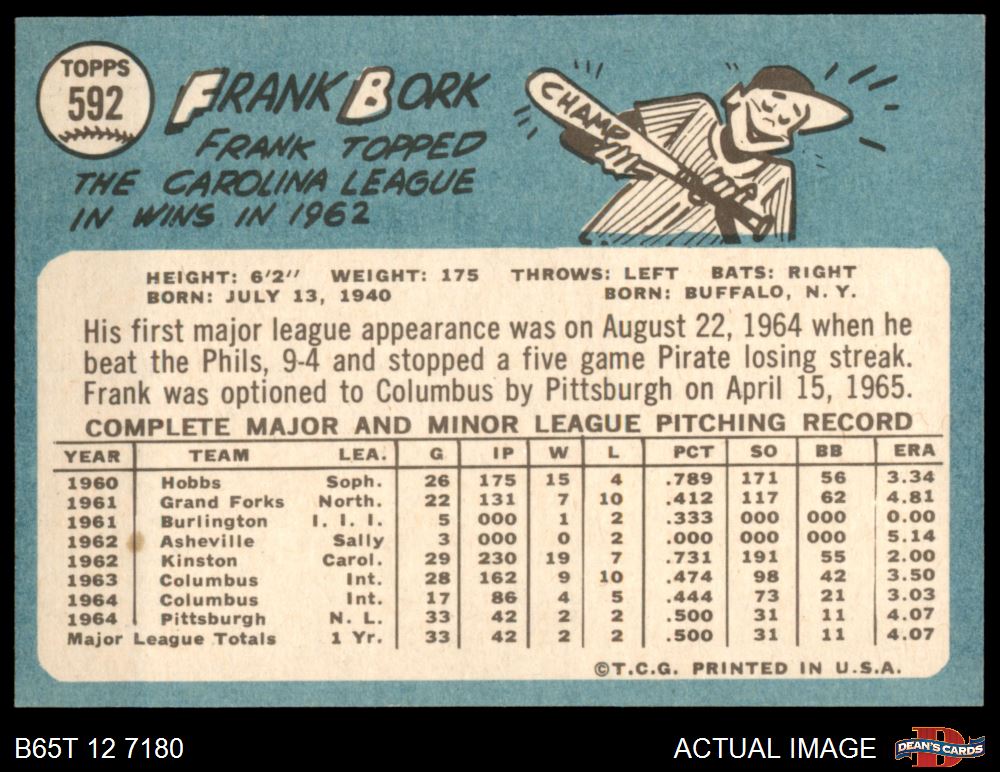 TOPPS
592
FRANK BORK
FRANK TOPPED
THE CAROLINA LEAGUE
IN WINS IN 1962
CHAMP
HEIGHT: 6'2" WEIGHT: 175 THROWS: LEFT BATS: RIGHT
BORN: JULY 13, 1940 BORN: BUFFALO, N. Y.
His first major league appearance was on August 22, 1964 when he
beat the Phils, 9-4 and stopped a five game Pirate losing streak.
Frank was optioned to Columbus by Pittsburgh on April 15, 1965.
COMPLETE MAJOR AND MINOR LEAGUE PITCHING RECORD
YEAR TEAM LEA. G IP W L PCT SO BB ERA
1960 Hobbs Soph. 26 175 15 4 .789 171 56 3.34
1961 Grand Forks North. 22 131 7 10 .412 117 62 4.81
1961 Burlington I. I. I. 5 000 1 2 .333 000 000 0.00
1962 Asheville Sally 3 000 0 2 .000 000 000 5.14
1962 Kinston Carol. 29 230 19 7 .731 191 55 2.00
1963 Columbus Int. 28 162 9 10 .474 98 42 3.50
1964 Columbus Int. 17 86 4 5 .444 73 21 3.03
1964 Pittsburgh N. L. 33 42 2 2 .500 31 11 4.07
Major League Totals 1 Yr. 33 42 2 2 .500 31 11 4.07
©T.C.G. PRINTED IN U.S.A.
B65T 12 7180 ACTUAL IMAGE
D
DEAN'S CARDS